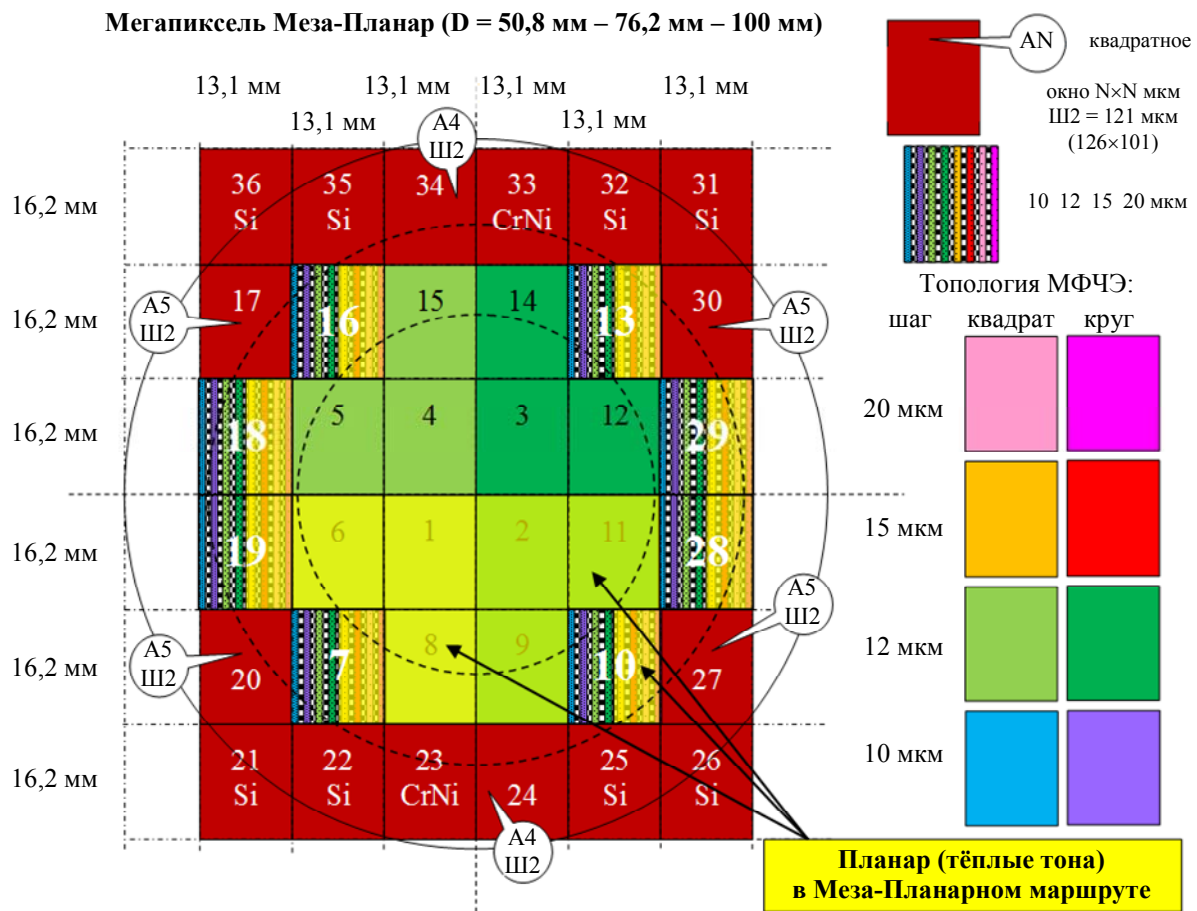 Мегапиксель Меза-Планар (D = 50,8 мм – 76,2 мм – 100 мм)
AN
квадратное
окно N×N мкм
Ш2 = 121 мкм
(126×101)
10 12 15 20 мкм
13,1 мм 13,1 мм 13,1 мм 13,1 мм
13,1 мм 13,1 мм
А4
Ш2
16,2 мм
36 35 34 33 32 31
Si Si CrNi Si Si
16,2 мм
А5
Ш2
17 16 15 14 13 30
А5
Ш2
16,2 мм
18 5 4 3 12 29
16,2 мм
19 6 1 2 11 28
А5
Ш2
16,2 мм
А5
Ш2
20 7 8 9 10 27
16,2 мм
21 22 23 24 25 26
Si Si CrNi Si Si
А4
Ш2
Топология МФЧЭ:
шаг квадрат круг
20 мкм
15 мкм
12 мкм
10 мкм
Планар (тёплые тона)
в Меза-Планарном маршруте